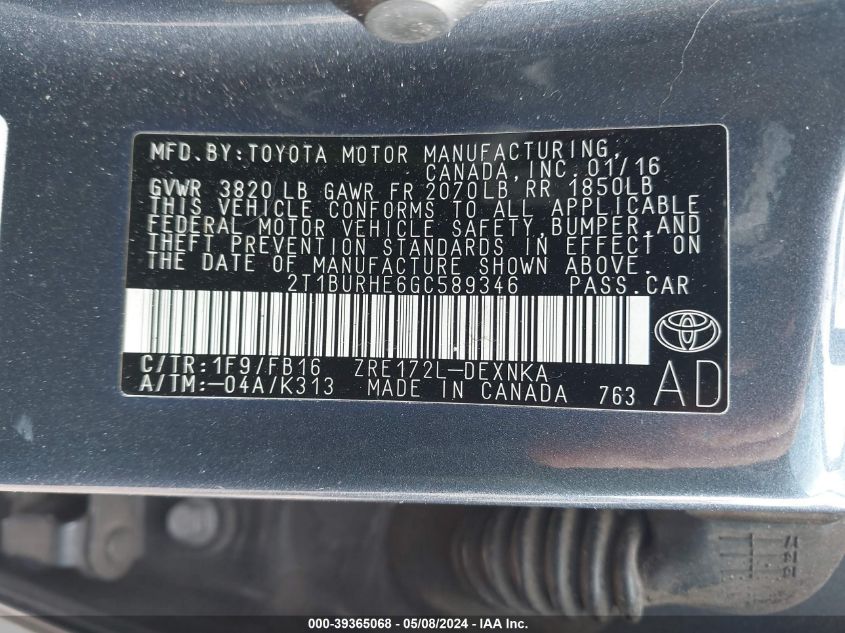 MFD.BY:TOYOTA MOTOR MANUFACTURING,
CANADA,INC.01/16
GVWR 3820 LB GAWR FR 2070LB RR 1850LB
THIS VEHICLE CONFORMS TO ALL APPLICABLE
FEDERAL MOTOR VEHICLE SAFETY,BUMPER,AND
THEFT PREVENTION STANDARDS IN EFFECT ON
THE DATE OF MANUFACTURE SHOWN ABOVE.
2T1BURHE6GC589346 PASS.CAR
C/TR:1F9/FB16 ZRE172L-DEXNKA
A/TM:-04A/K313 MADE IN CANADA 763 AD
000-39365068 - 05/08/2024 - IAA Inc.